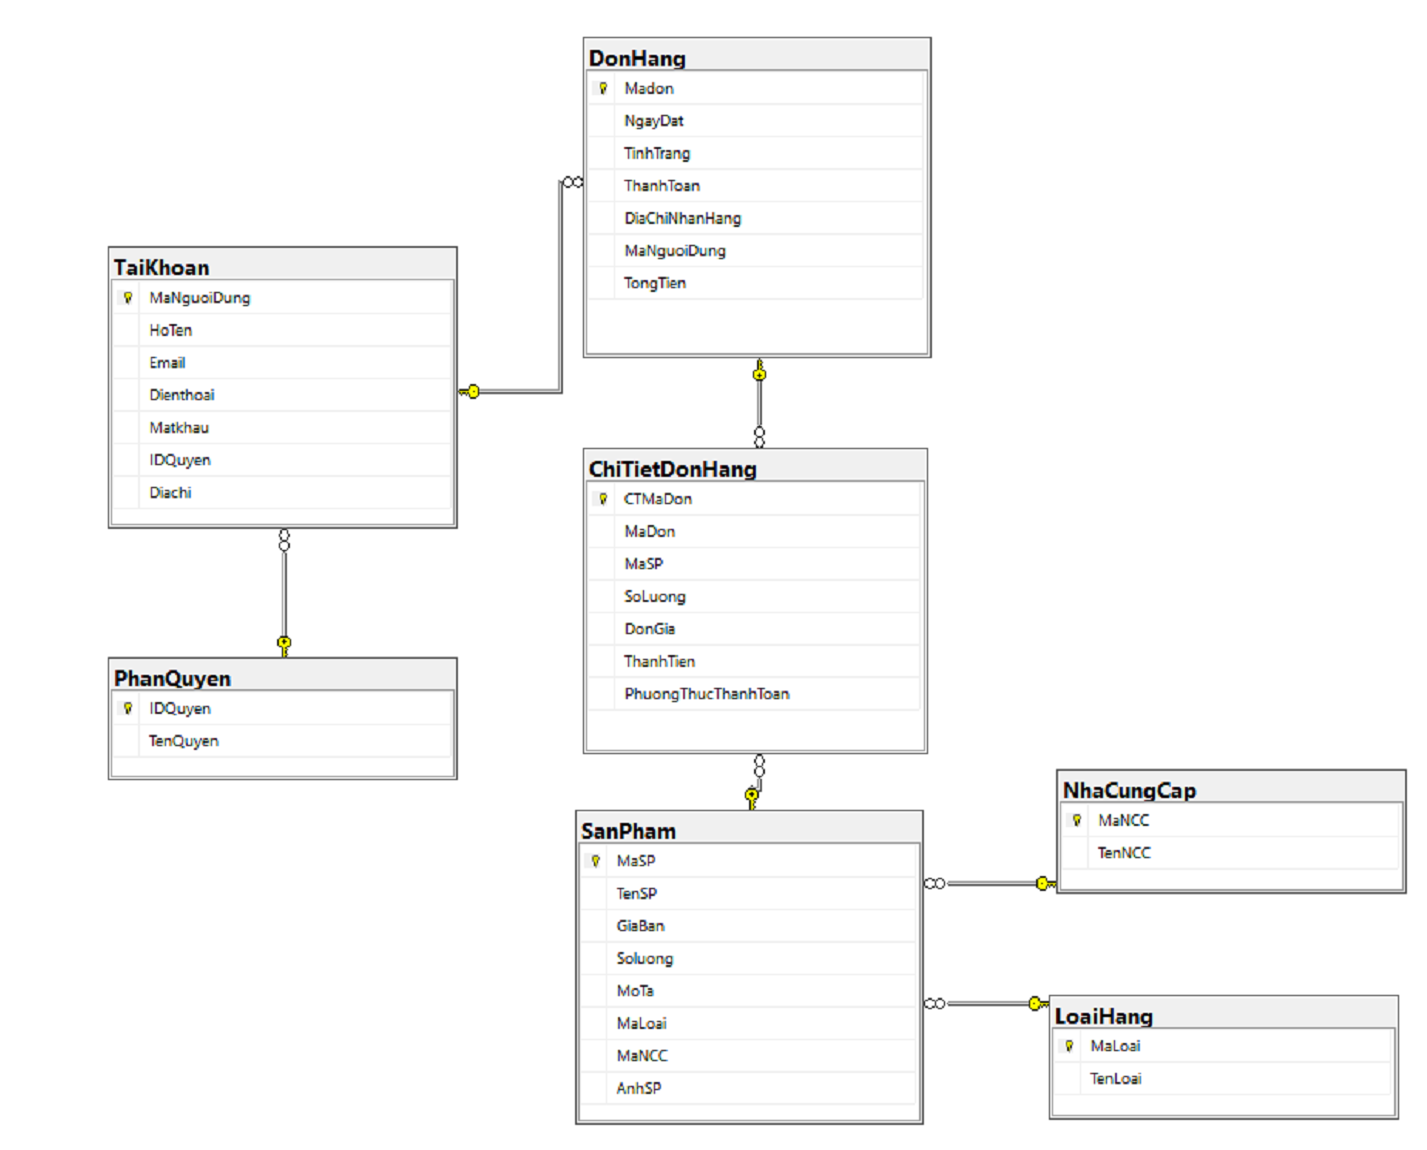 DonHang
Madon
NgayDat
TinhTrang
ThanhToan
DiaChiNhanHang
MaNguoiDung
TongTien
TaiKhoan
MaNguoiDung
HoTen
Email
Dienthoai
Matkhau
IDQuyen
Diachi
ChiTietDonHang
CTMaDon
MaDon
MaSP
SoLuong
DonGia
ThanhTien
PhuongThucThanhToan
PhanQuyen
IDQuyen
TenQuyen
SanPham
MaSP
TenSP
GiaBan
Soluong
MoTa
MaLoai
MaNCC
AnhSP
NhaCungCap
MaNCC
TenNCC
LoaiHang
MaLoai
TenLoai